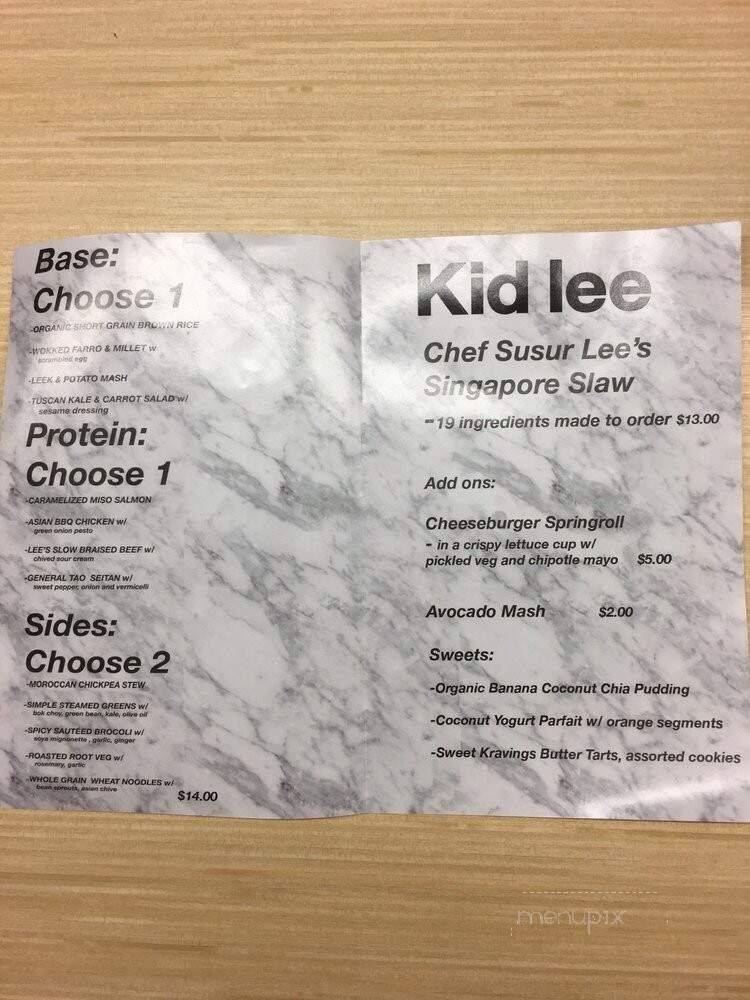 Base:
Choose 1
-ORGANIC SHORT GRAIN BROWN RICE
-WOKKED FARRO & MILLET w
scrambled egg
-LEEK & POTATO MASH
-TUSCAN KALE & CARROT SALAD w/
sesame dressing
Protein:
Choose 1
-CARAMELIZED MISO SALMON
-ASIAN BBQ CHICKEN w/
green onion pesto
-LEE'S SLOW BRAISED BEEF w/
chived sour cream
-GENERAL TAO SEITAN w/
sweet pepper, onion and vermicelli
Sides:
Choose 2
-MOROCCAN CHICKPEA STEW
-SIMPLE STEAMED GREENS w/
bok choy, green bean, kale, olive oil
-SPICY SAUTEED BROCOLI w/
soya mignonette , garlic, ginger
-ROASTED ROOT VEG w/
rosemary, garlic
-WHOLE GRAIN WHEAT NOODLES w/
bean sprouts, asian chive
$14.00
Kid lee
Chef Susur Lee's
Singapore Slaw
-19 ingredients made to order $13.00
Add ons:
Cheeseburger Springroll
- in a crispy lettuce cup w/
pickled veg and chipotle mayo $5.00
Avocado Mash $2.00
Sweets:
-Organic Banana Coconut Chia Pudding
-Coconut Yogurt Parfait w/ orange segments
-Sweet Kravings Butter Tarts, assorted cookies
menupix